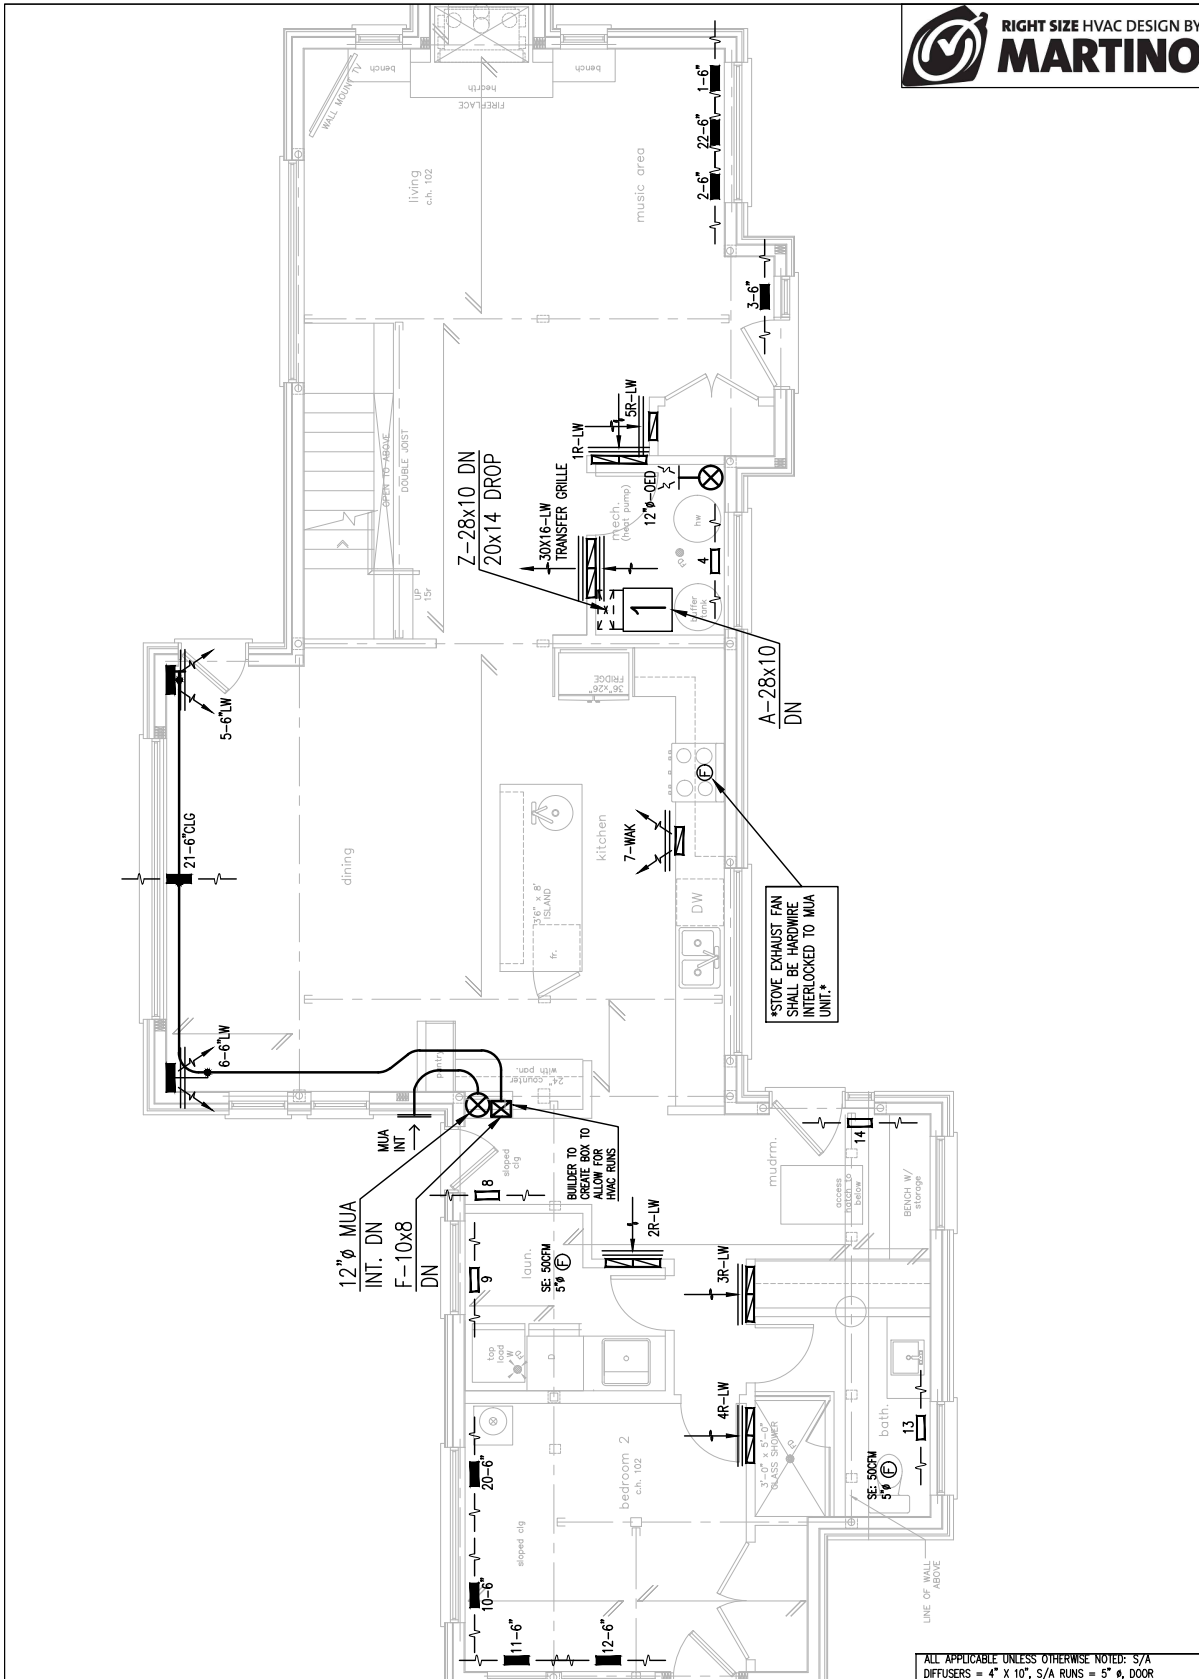 RIGHT SIZE HVAC DESIGN BY
MARTINO
WALL MOUNT TV
bench
hearth
FIREPLACE
bench
living
c.h. 102
music area
1-6"
22-6"
2-6"
3-6"
OPEN TO ABOVE
DOUBLE JOIST
UP
15r
1R-LW
5R-LW
Z-28x10 DN
20x14 DROP
30X16-LW
TRANSFER GRILLE
mech.
(heat pump)
12"ø-OED
hw
FD
4
buffer
tank
1
A-28x10
DN
5-6"LW
21-6"CLG
6-6"LW
dining
36"x26"
FRIDGE
kitchen
3'6" x 8'
ISLAND
fr.
7-WAK
F
DW
*STOVE EXHAUST FAN
SHALL BE HARDWIRE
INTERLOCKED TO MUA
UNIT.*
pantry
24" counter
with pan.
MUA
INT
12"ø MUA
INT. DN
F-10x8
DN
BUILDER TO
CREATE BOX TO
ALLOW FOR
HVAC RUNS
sloped
clg
8
9
laun.
SE: 50CFM
5"ø F
top
load
W
FD
D
2R-LW
3R-LW
4R-LW
mudrm.
14
access
hatch to
below
BENCH W/
storage
bath.
13
SE: 50CFM
5"ø F
3'-0" x 5'-0"
GLASS SHOWER
FD
bedroom 2
c.h. 102
sloped clg
20-6"
10-6"
11-6"
12-6"
LINE OF WALL
ABOVE
ALL APPLICABLE UNLESS OTHERWISE NOTED: S/A
DIFFUSERS = 4" X 10", S/A RUNS = 5" ø, DOOR